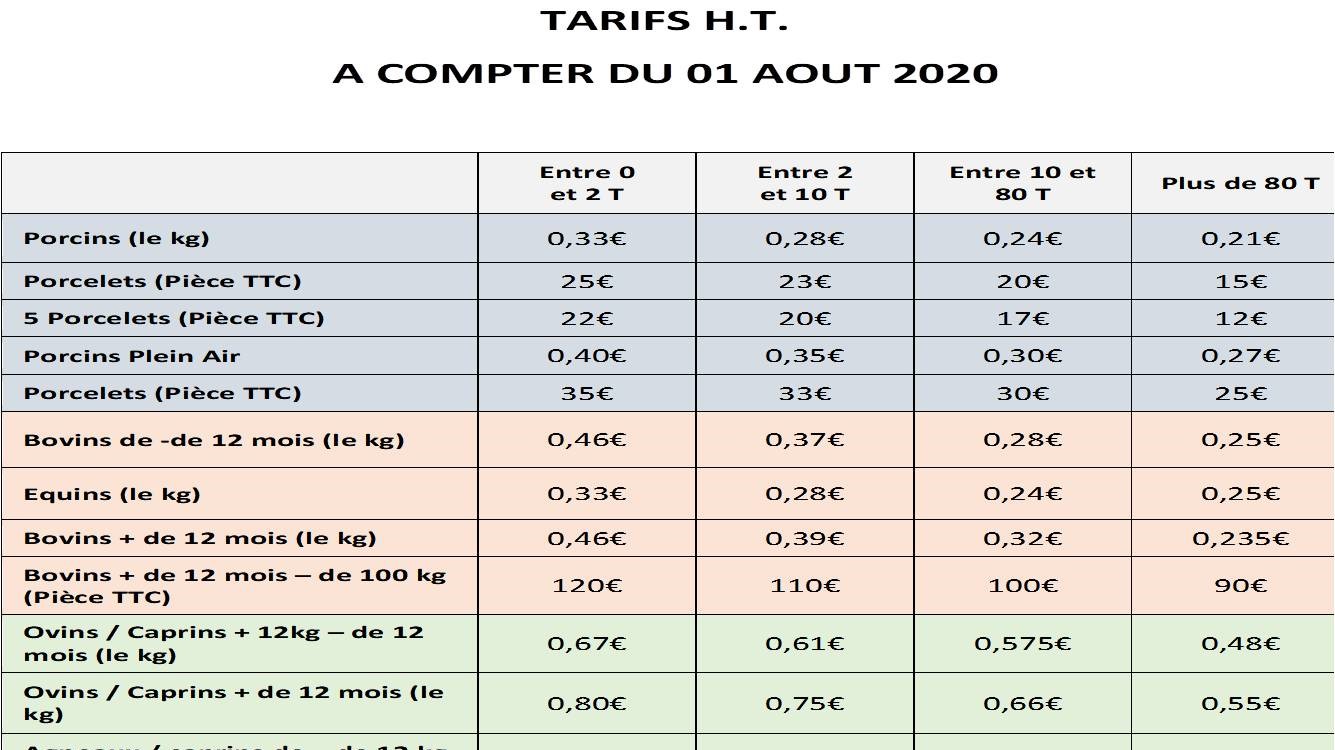 TARIFS H.T.
A COMPTER DU 01 AOUT 2020
Entre 0 et 2 T Entre 2 et 10 T Entre 10 et 80 T Plus de 80 T
Porcins (le kg) 0,33€ 0,28€ 0,24€ 0,21€
Porcelets (Pièce TTC) 25€ 23€ 20€ 15€
5 Porcelets (Pièce TTC) 22€ 20€ 17€ 12€
Porcins Plein Air 0,40€ 0,35€ 0,30€ 0,27€
Porcelets (Pièce TTC) 35€ 33€ 30€ 25€
Bovins de -de 12 mois (le kg) 0,46€ 0,37€ 0,28€ 0,25€
Equins (le kg) 0,33€ 0,28€ 0,24€ 0,25€
Bovins + de 12 mois (le kg) 0,46€ 0,39€ 0,32€ 0,235€
Bovins + de 12 mois – de 100 kg
(Pièce TTC) 120€ 110€ 100€ 90€
Ovins / Caprins + 12kg – de 12
mois (le kg) 0,67€ 0,61€ 0,575€ 0,48€
Ovins / Caprins + de 12 mois (le
kg) 0,80€ 0,75€ 0,66€ 0,55€